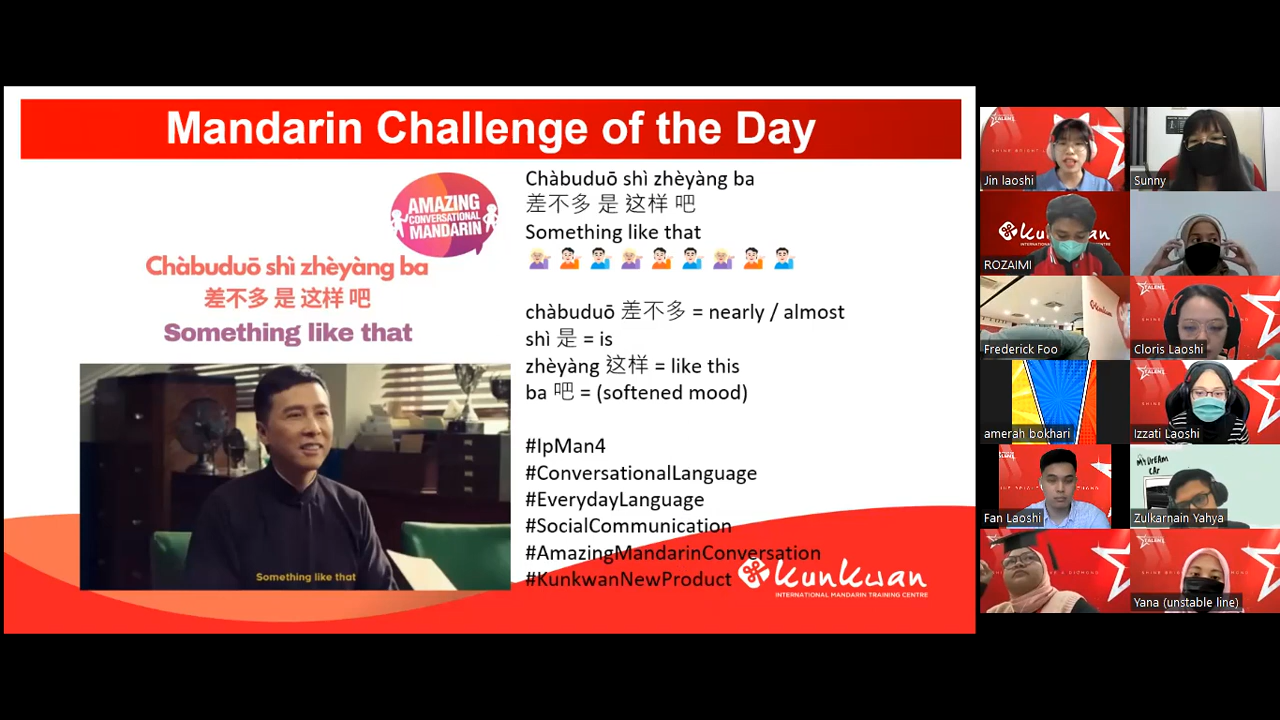 Mandarin Challenge of the Day
AMAZING
CONVERSATIONAL
MANDARIN
Chàbuduō shì zhèyàng ba
差不多 是 这样 吧
Something like that
Something like that
Chàbuduō shì zhèyàng ba
差不多 是 这样 吧
Something like that
chàbuduō 差不多 = nearly / almost
shì 是 = is
zhèyàng 这样 = like this
ba 吧 = (softened mood)
#IpMan4
#ConversationalLanguage
#EverydayLanguage
#SocialCommunication
#AmazingMandarinConversation
#KunkwanNewProduct
kunkwan
INTERNATIONAL MANDARIN TRAINING CENTRE
Jin laoshi
Sunny
ROZAIMI
Frederick Foo
Cloris Laoshi
amerah bokhari
Izzati Laoshi
Fan Laoshi
MY DREAM
CAR
Zulkarnain Yahya
Yana (unstable line)